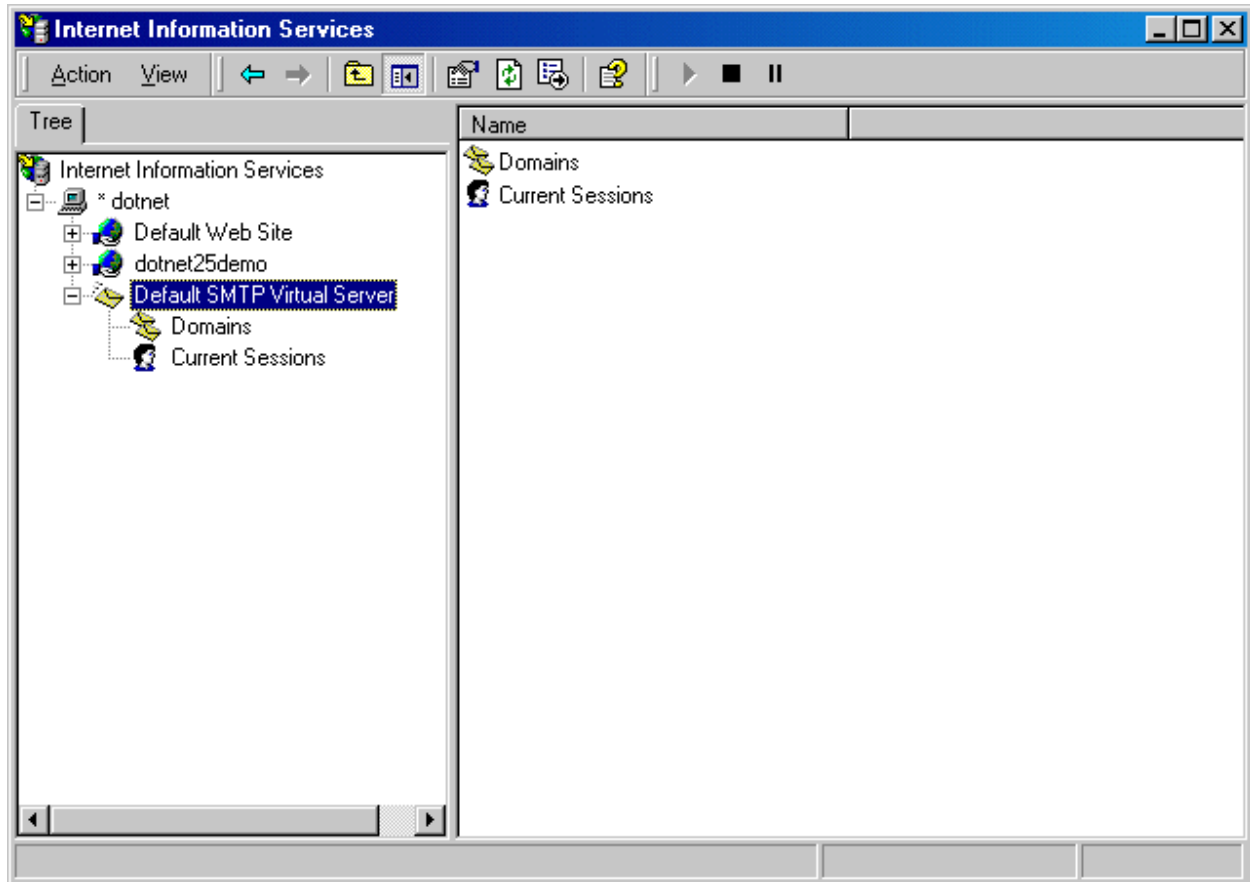 Internet Information Services
Action View
Tree
Internet Information Services
* dotnet
Default Web Site
dotnet25demo
Default SMTP Virtual Server
Domains
Current Sessions
Name
Domains
Current Sessions